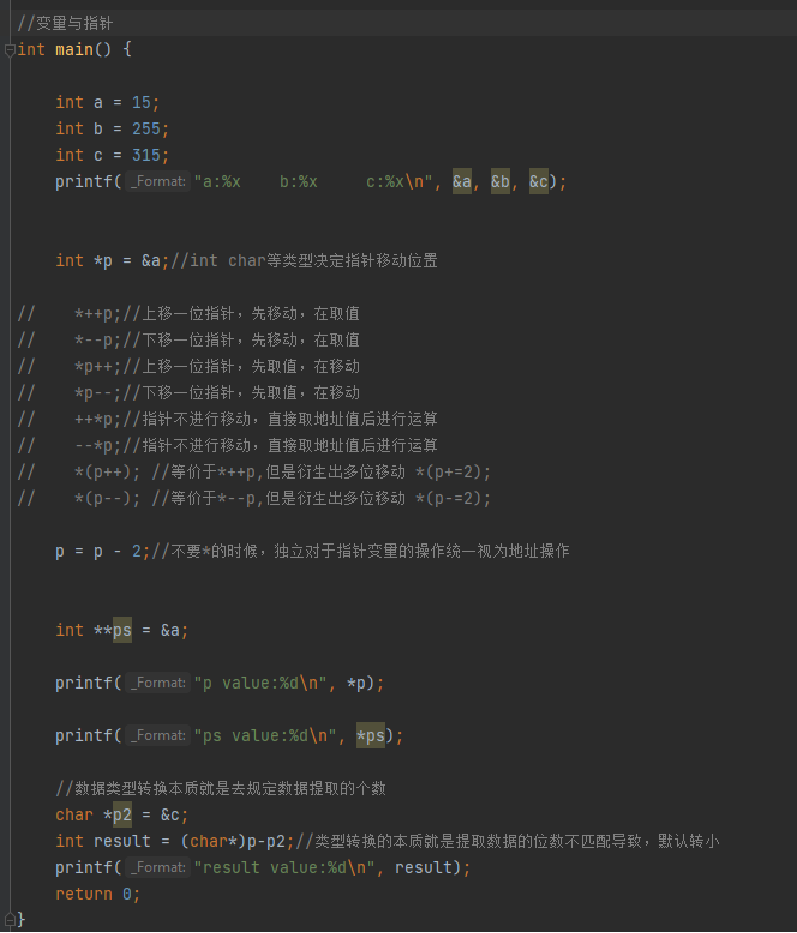 //变量与指针
int main() {
int a = 15;
int b = 255;
int c = 315;
printf( _Format: "a:%x    b:%x     c:%x\n", &a, &b, &c);
int *p = &a;//int char等类型决定指针移动位置
//    *++p;//上移一位指针，先移动，在取值
//    *--p;//下移一位指针，先移动，在取值
//    *p++;//上移一位指针，先取值，在移动
//    *p--;//下移一位指针，先取值，在移动
//    ++*p;//指针不进行移动，直接取地址值后进行运算
//    --*p;//指针不进行移动，直接取地址值后进行运算
//    *(p++); //等价于*++p,但是衍生出多位移动 *(p+=2);
//    *(p--); //等价于*--p,但是衍生出多位移动 *(p-=2);
p = p - 2;//不要*的时候，独立对于指针变量的操作统一视为地址操作
int **ps = &a;
printf( _Format: "p value:%d\n", *p);
printf( _Format: "ps value:%d\n", *ps);
//数据类型转换本质就是去规定数据提取的个数
char *p2 = &c;
int result = (char*)p-p2;//类型转换的本质就是提取数据的位数不匹配导致，默认转小
printf( _Format: "result value:%d\n", result);
return 0;
}